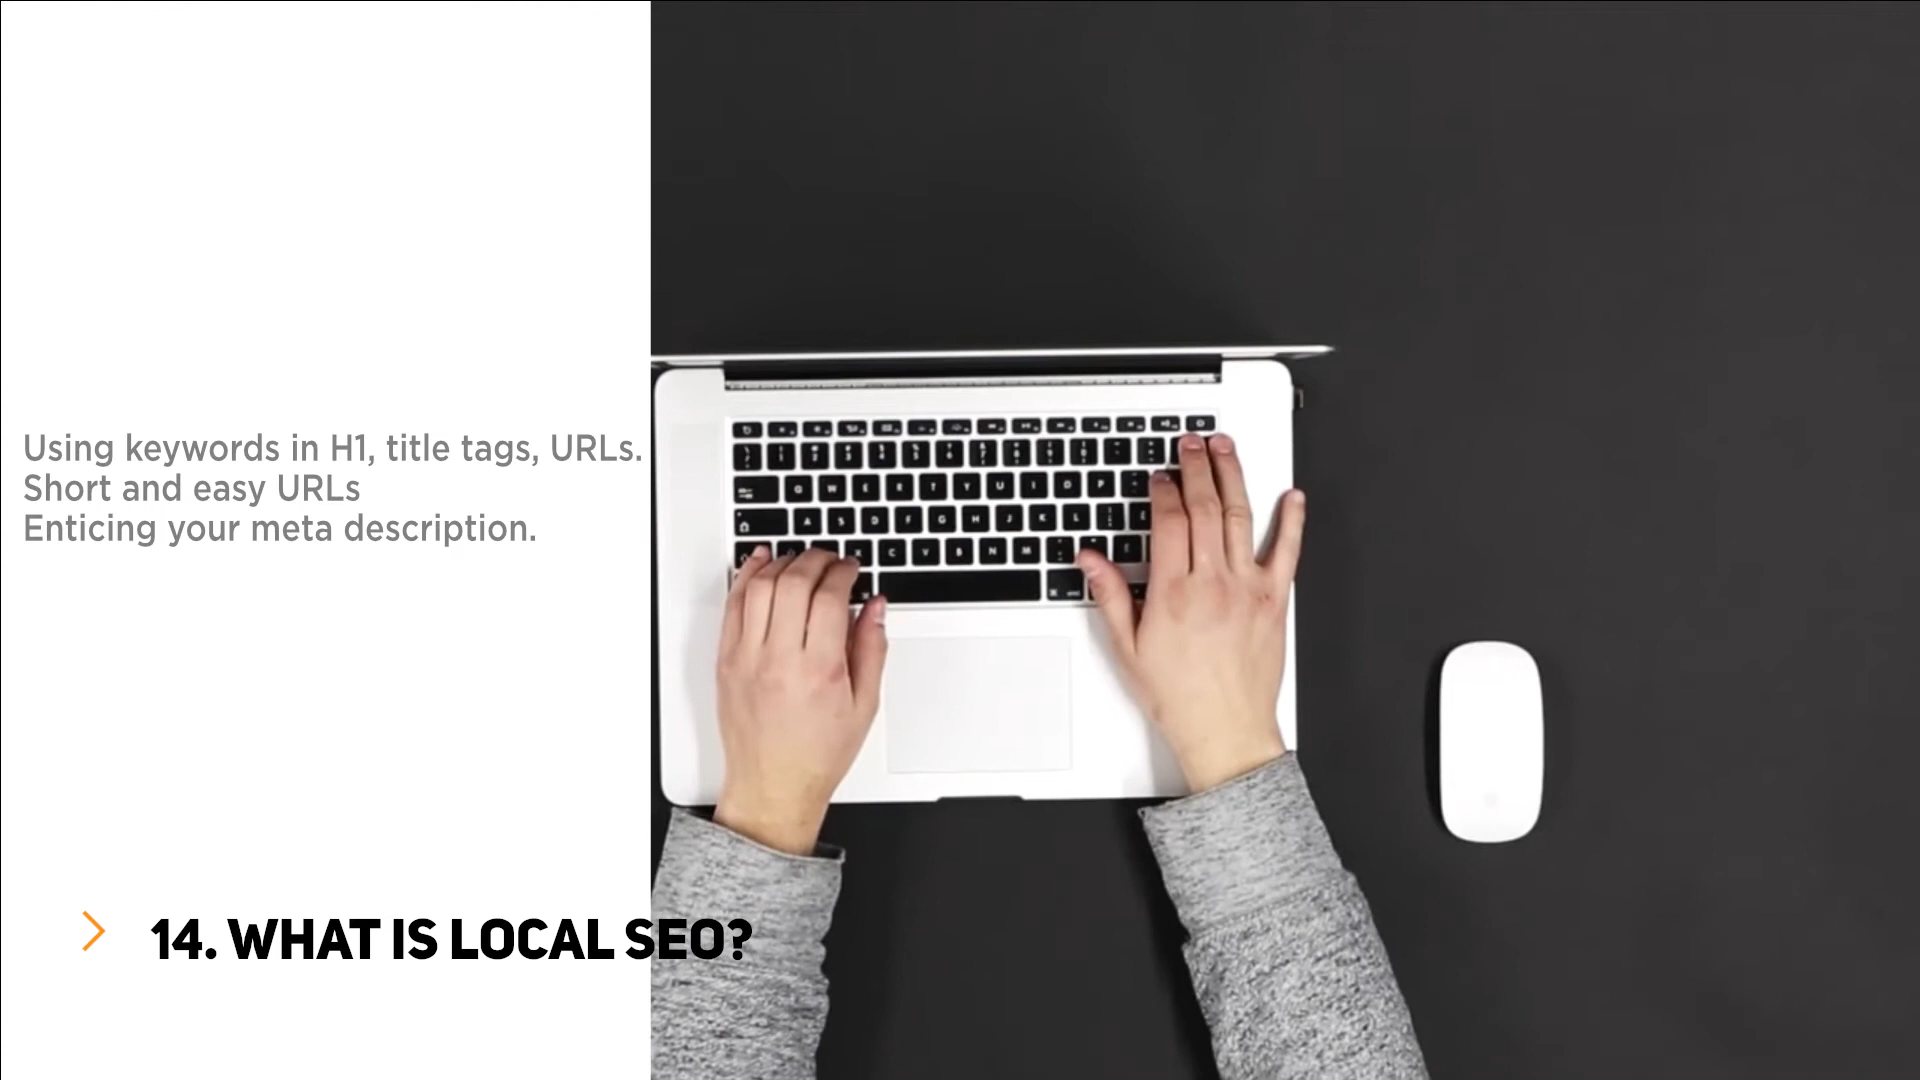 Using keywords in H1, title tags, URLs.
Short and easy URLs
Enticing your meta description.
14. WHAT IS LOCAL SEO?